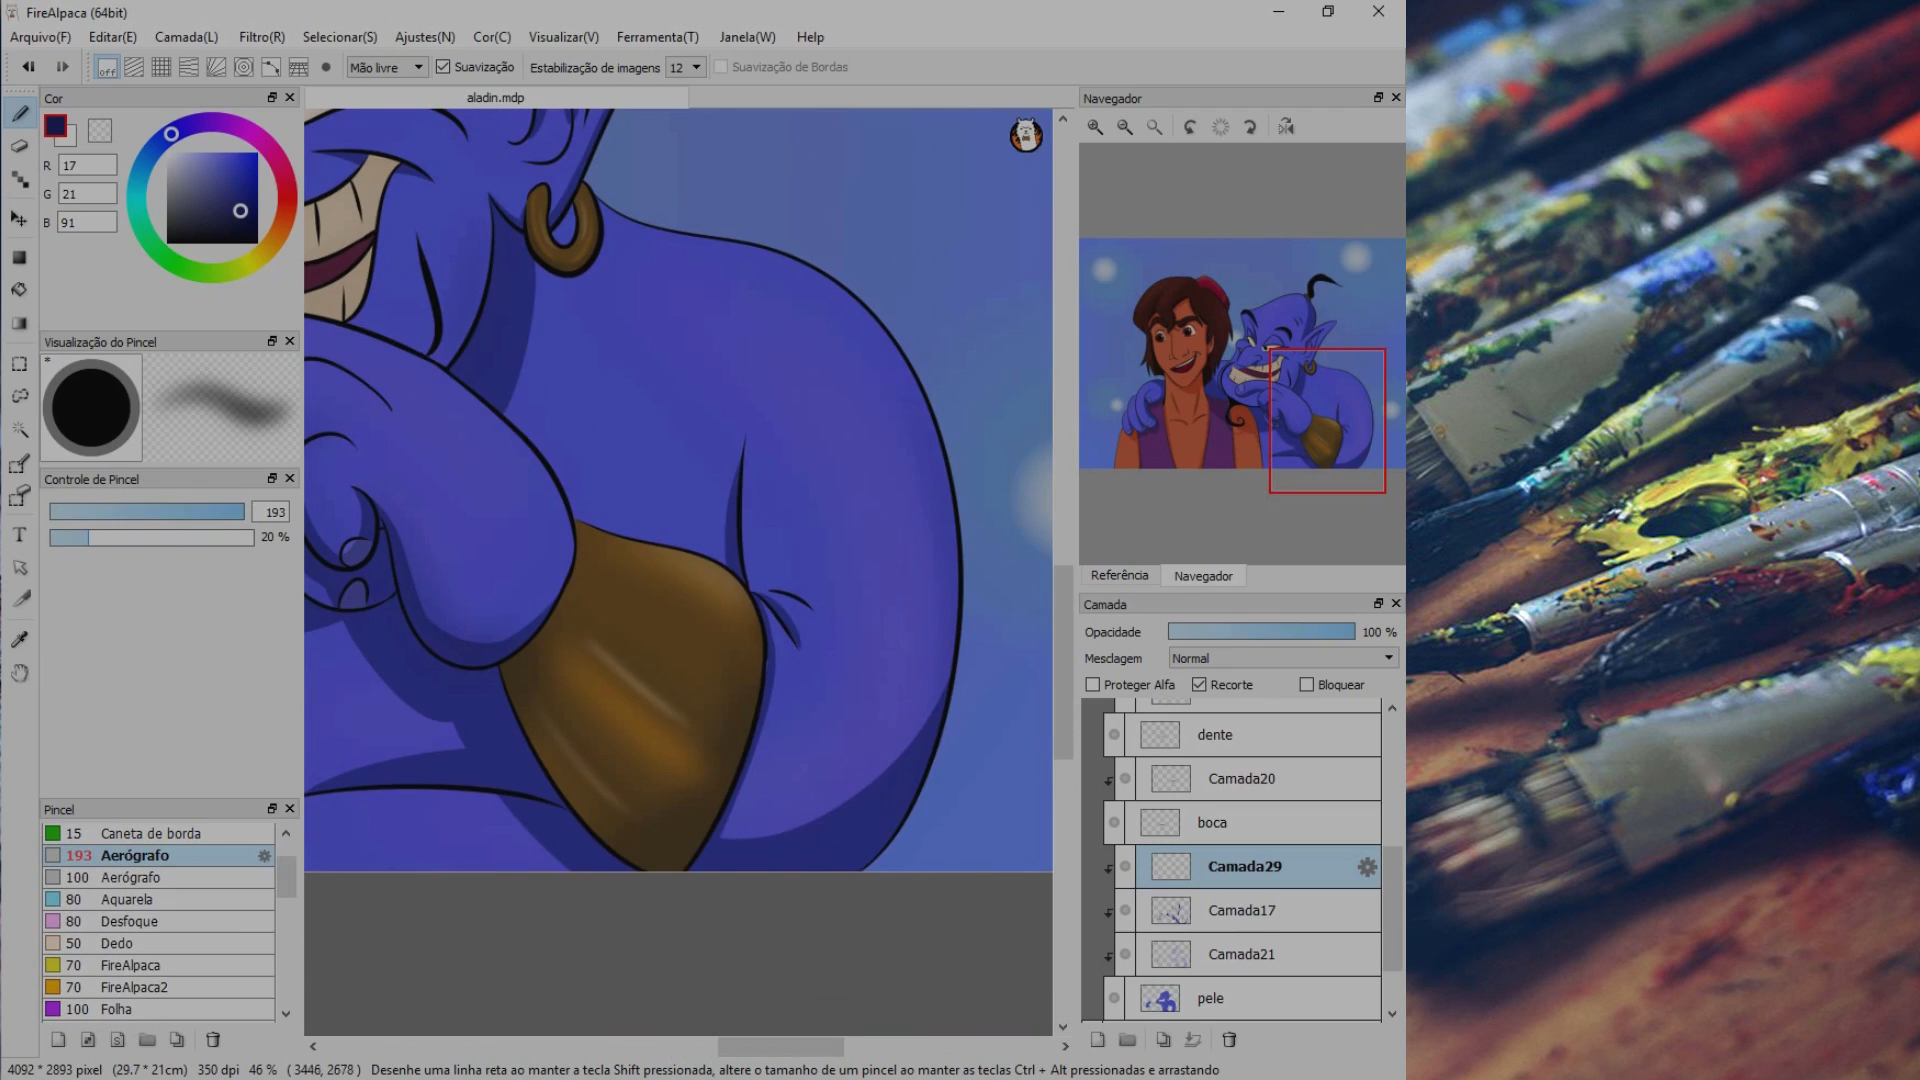 FireAlpaca (64bit)
Arquivo(F) Editar(E) Camada(L) Filtro(R) Selecionar(S) Ajustes(N) Cor(C) Visualizar(V) Ferramenta(T) Janela(W) Help
off Mão livre Suavização Estabilização de imagens 12 Suavização de Bordas
Cor
R 17
G 21
B 91
Visualização do Pincel
*
Controle de Pincel
193
20 %
T
Pincel
15 Caneta de borda
193 Aerógrafo
100 Aerógrafo
80 Aquarela
80 Desfoque
50 Dedo
70 FireAlpaca
70 FireAlpaca2
100 Folha
aladin.mdp
Navegador
Referência Navegador
Camada
Opacidade 100 %
Mesclagem Normal
Proteger Alfa Recorte Bloquear
dente
Camada20
boca
Camada29
Camada17
Camada21
pele
4092 * 2893 pixel (29.7 * 21cm) 350 dpi 46 % ( 3446, 2678 ) Desenhe uma linha reta ao manter a tecla Shift pressionada, altere o tamanho de um pincel ao manter as teclas Ctrl + Alt pressionadas e arrastando